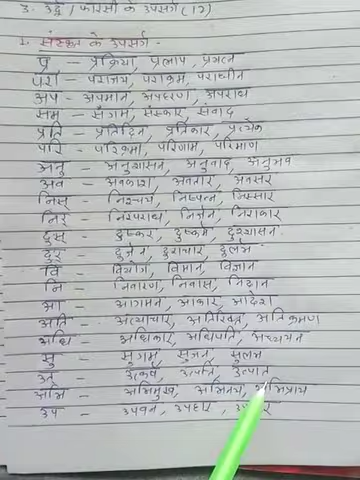 3. उर्दू / फारसी के उपसर्ग (12)
1. संस्कृत के उपसर्ग -
प्र - प्रक्रिया, प्रलाप, प्रयत्न
परा - पराजय, पराक्रम, पराधीन
अप - अपमान, अपहरण, अपराध
सम् - संगम, संस्कार, संवाद
प्रति - प्रतिदिन, प्रतिकार, प्रत्येक
परि - परिक्रमा, परिणाम, परिमाण
अनु - अनुशासन, अनुवाद, अनुभव
अव - अवकाश, अवतार, अवसर
निस् - निश्चय, निष्पन्न, निस्सार
निर् - निरपराध, निर्जन, निराकार
दुस् - दुष्कर, दुष्कर्म, दुश्शासन
दुर् - दुर्जन, दुराचार, दुर्लभ
वि - वियोग, विमान, विज्ञान
नि - निवारण, निवास, निदान
आ - आगमन, आकार, आदेश
अति - अत्याचार, अतिरिक्त, अतिक्रमण
अधि - अधिकार, अधिपति, अध्ययन
सु - सुगम, सुजन, सुलभ
उत् - उत्कर्ष, उत्पत्ति, उत्पात
अभि - अभिमुख, अभिनय, अभिप्राय
उप - उपवन, उपहार,